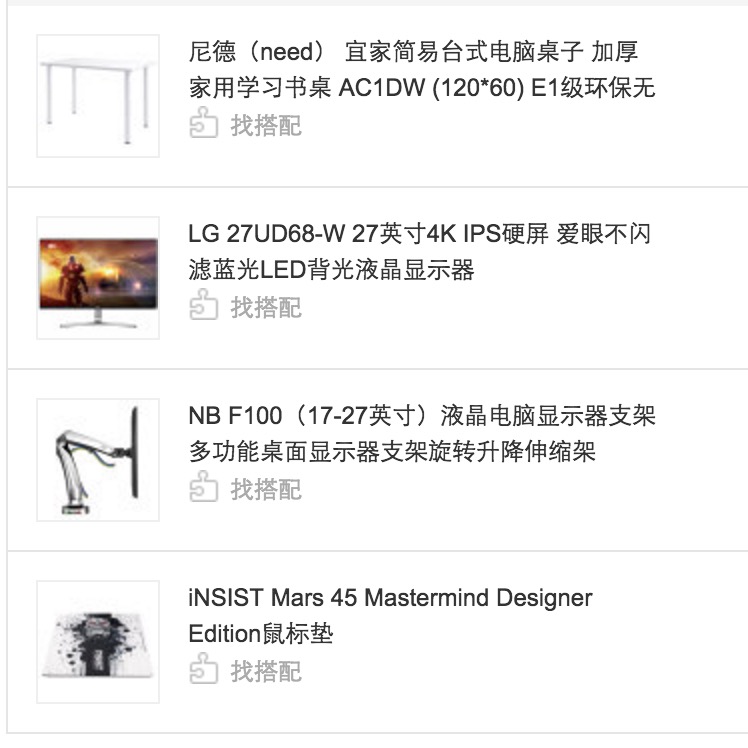 尼德（need） 宜家简易台式电脑桌子 加厚
家用学习书桌 AC1DW (120*60) E1级环保无
找搭配
LG 27UD68-W 27英寸4K IPS硬屏 爱眼不闪
滤蓝光LED背光液晶显示器
找搭配
NB F100（17-27英寸）液晶电脑显示器支架
多功能桌面显示器支架旋转升降伸缩架
找搭配
iNSIST Mars 45 Mastermind Designer
Edition鼠标垫
找搭配